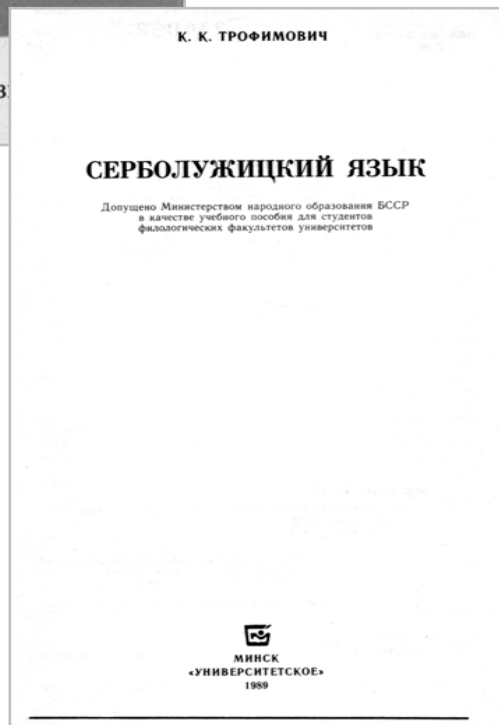 К. К. ТРОФИМОВИЧ
СЕРБОЛУЖИЦКИЙ ЯЗЫК
Допущено Министерством народного образования БССР
в качестве учебного пособия для студентов
филологических факультетов университетов
МИНСК
«УНИВЕРСИТЕТСКОЕ»
1989